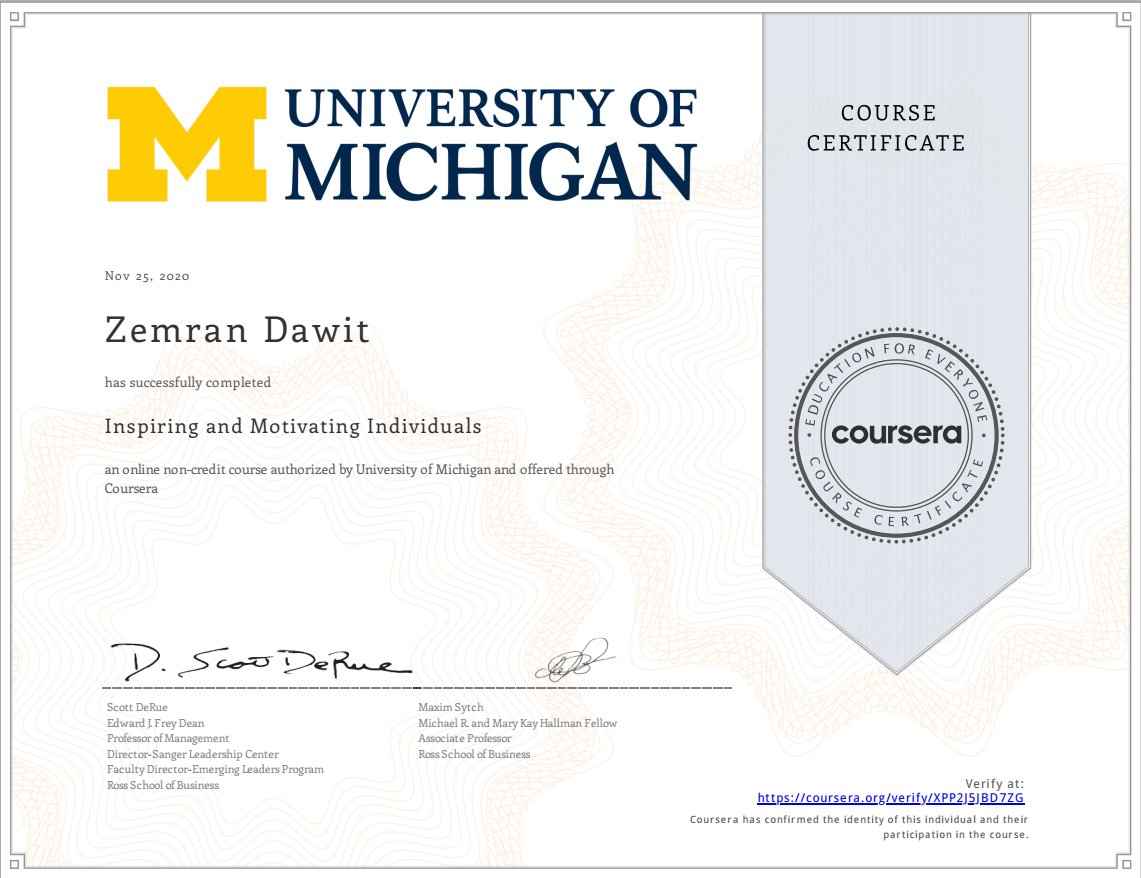 UNIVERSITY OF
MICHIGAN
COURSE
CERTIFICATE
Nov 25, 2020
Zemran Dawit
has successfully completed
Inspiring and Motivating Individuals
an online non-credit course authorized by University of Michigan and offered through
Coursera
EDUCATION FOR EVERYONE
coursera
COURSE CERTIFICATE
D. Scott DeRue
Scott DeRue
Edward J. Frey Dean
Professor of Management
Director-Sanger Leadership Center
Faculty Director-Emerging Leaders Program
Ross School of Business
Maxim Sytch
Michael R. and Mary Kay Hallman Fellow
Associate Professor
Ross School of Business
Verify at:
https://coursera.org/verify/XPP2J5JBD7ZG
Coursera has confirmed the identity of this individual and their
participation in the course.